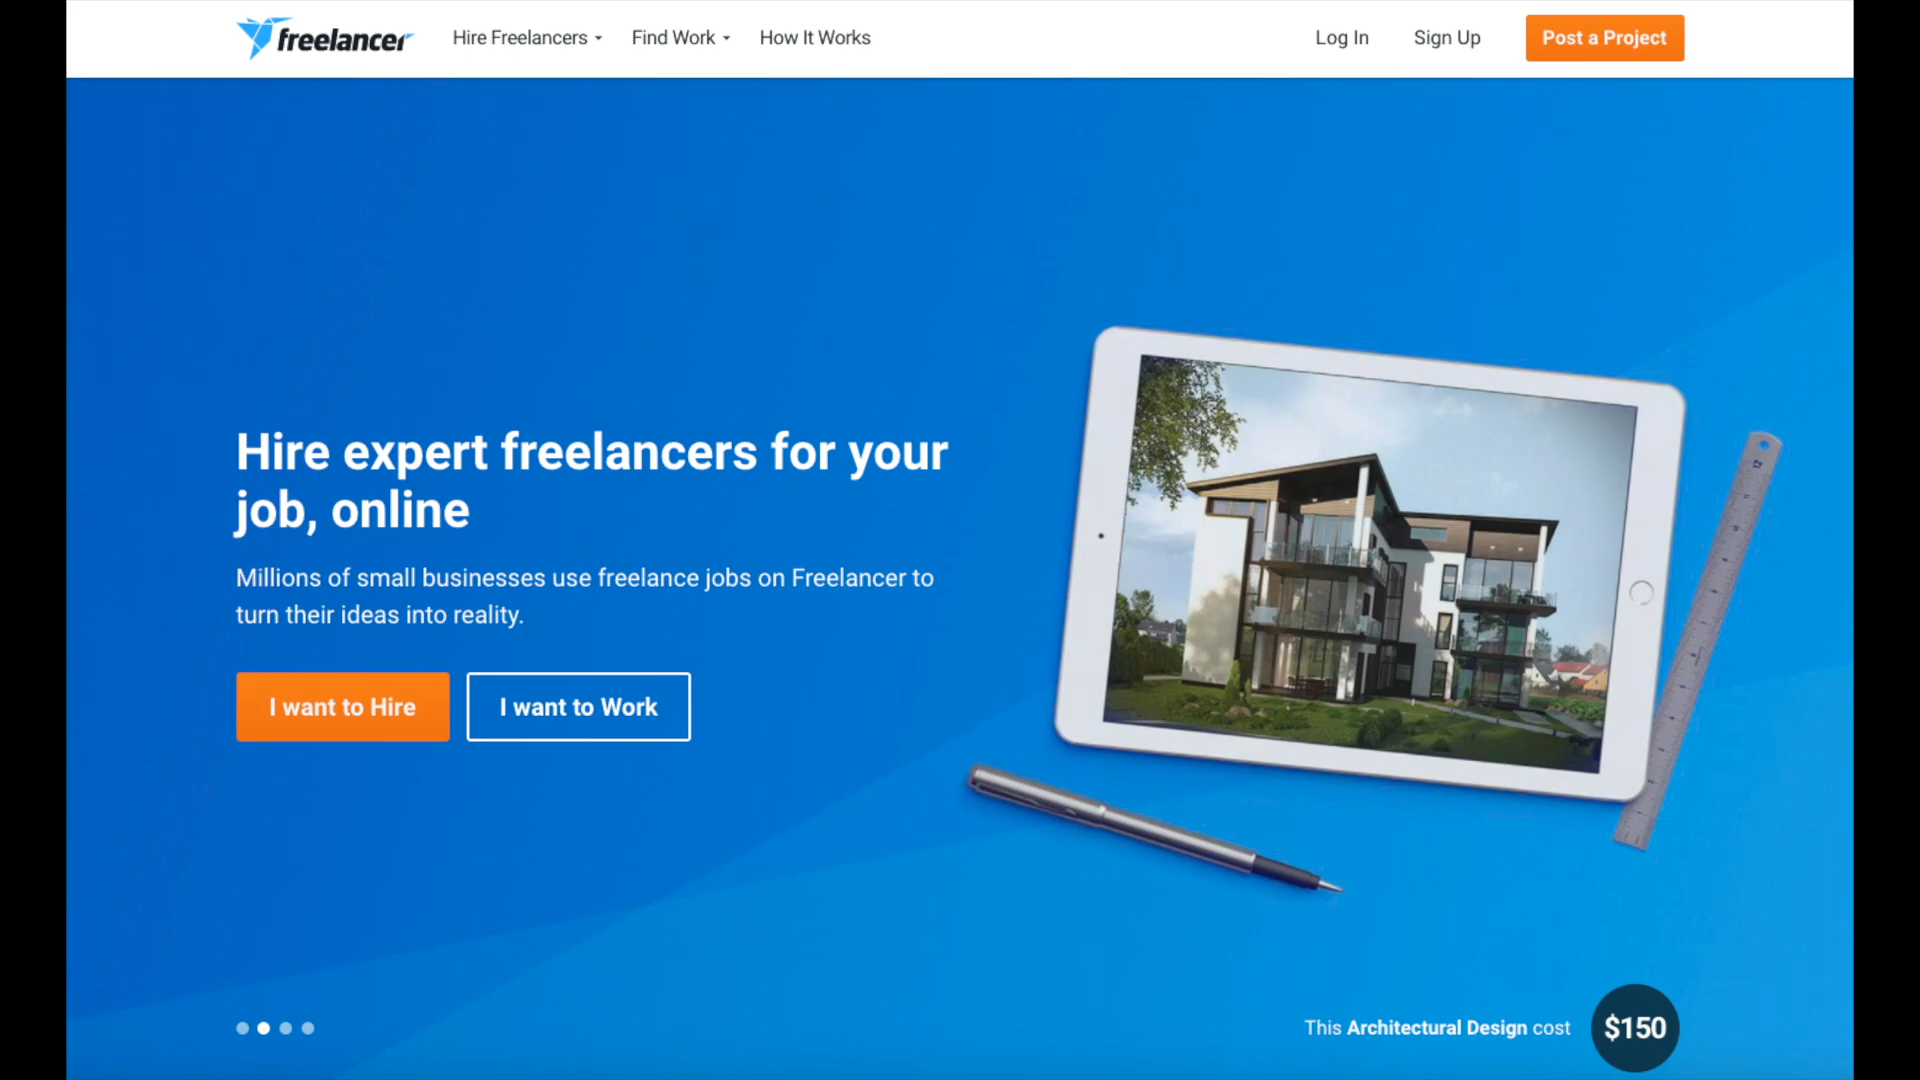 freelancer
Hire Freelancers
Find Work
How It Works
Log In
Sign Up
Post a Project
Hire expert freelancers for your
job, online
Millions of small businesses use freelance jobs on Freelancer to
turn their ideas into reality.
I want to Hire
I want to Work
12
This Architectural Design cost
$150